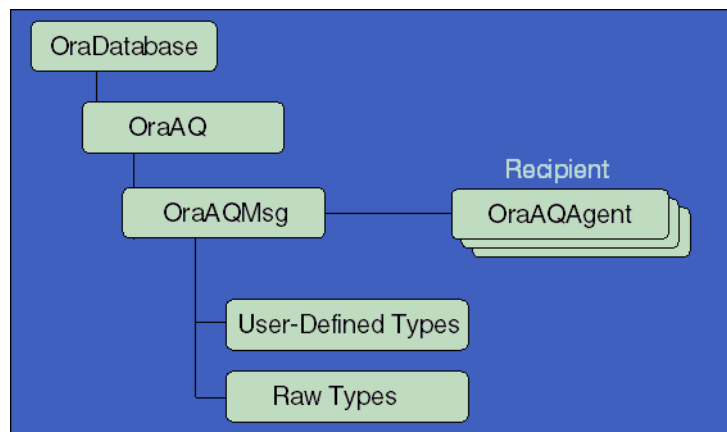 OraDatabase
OraAQ
Recipient
OraAQMsg
OraAQAgent
User-Defined Types
Raw Types